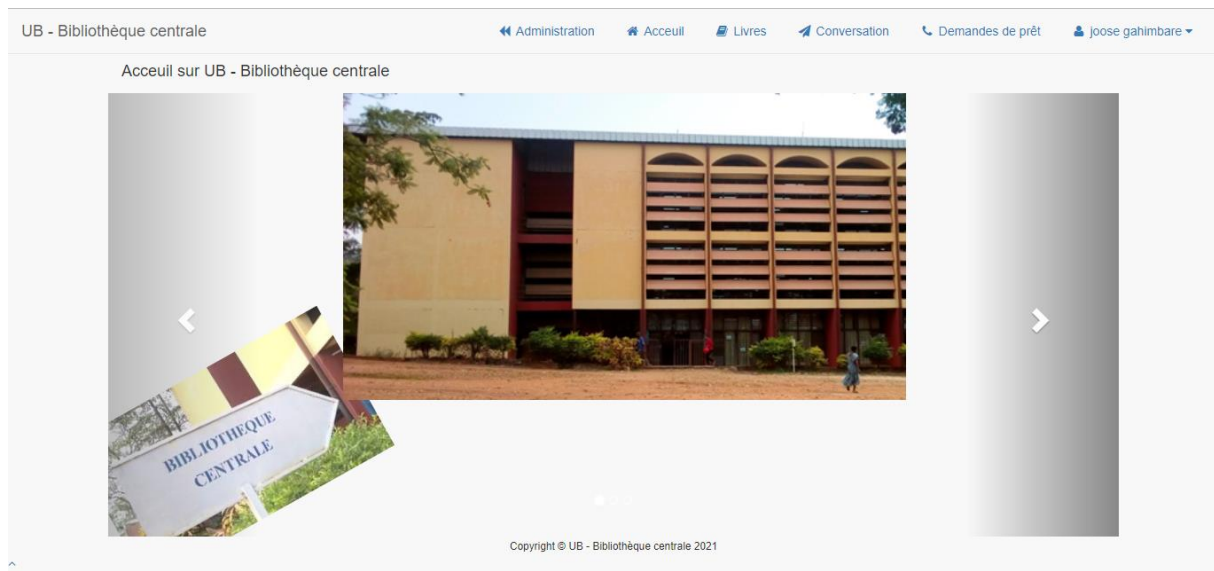 UB - Bibliothèque centrale
Administration
Acceuil
Livres
Conversation
Demandes de prêt
joose gahimbare
Acceuil sur UB - Bibliothèque centrale
BIBLIOTHEQUE
CENTRALE
Copyright © UB - Bibliothèque centrale 2021